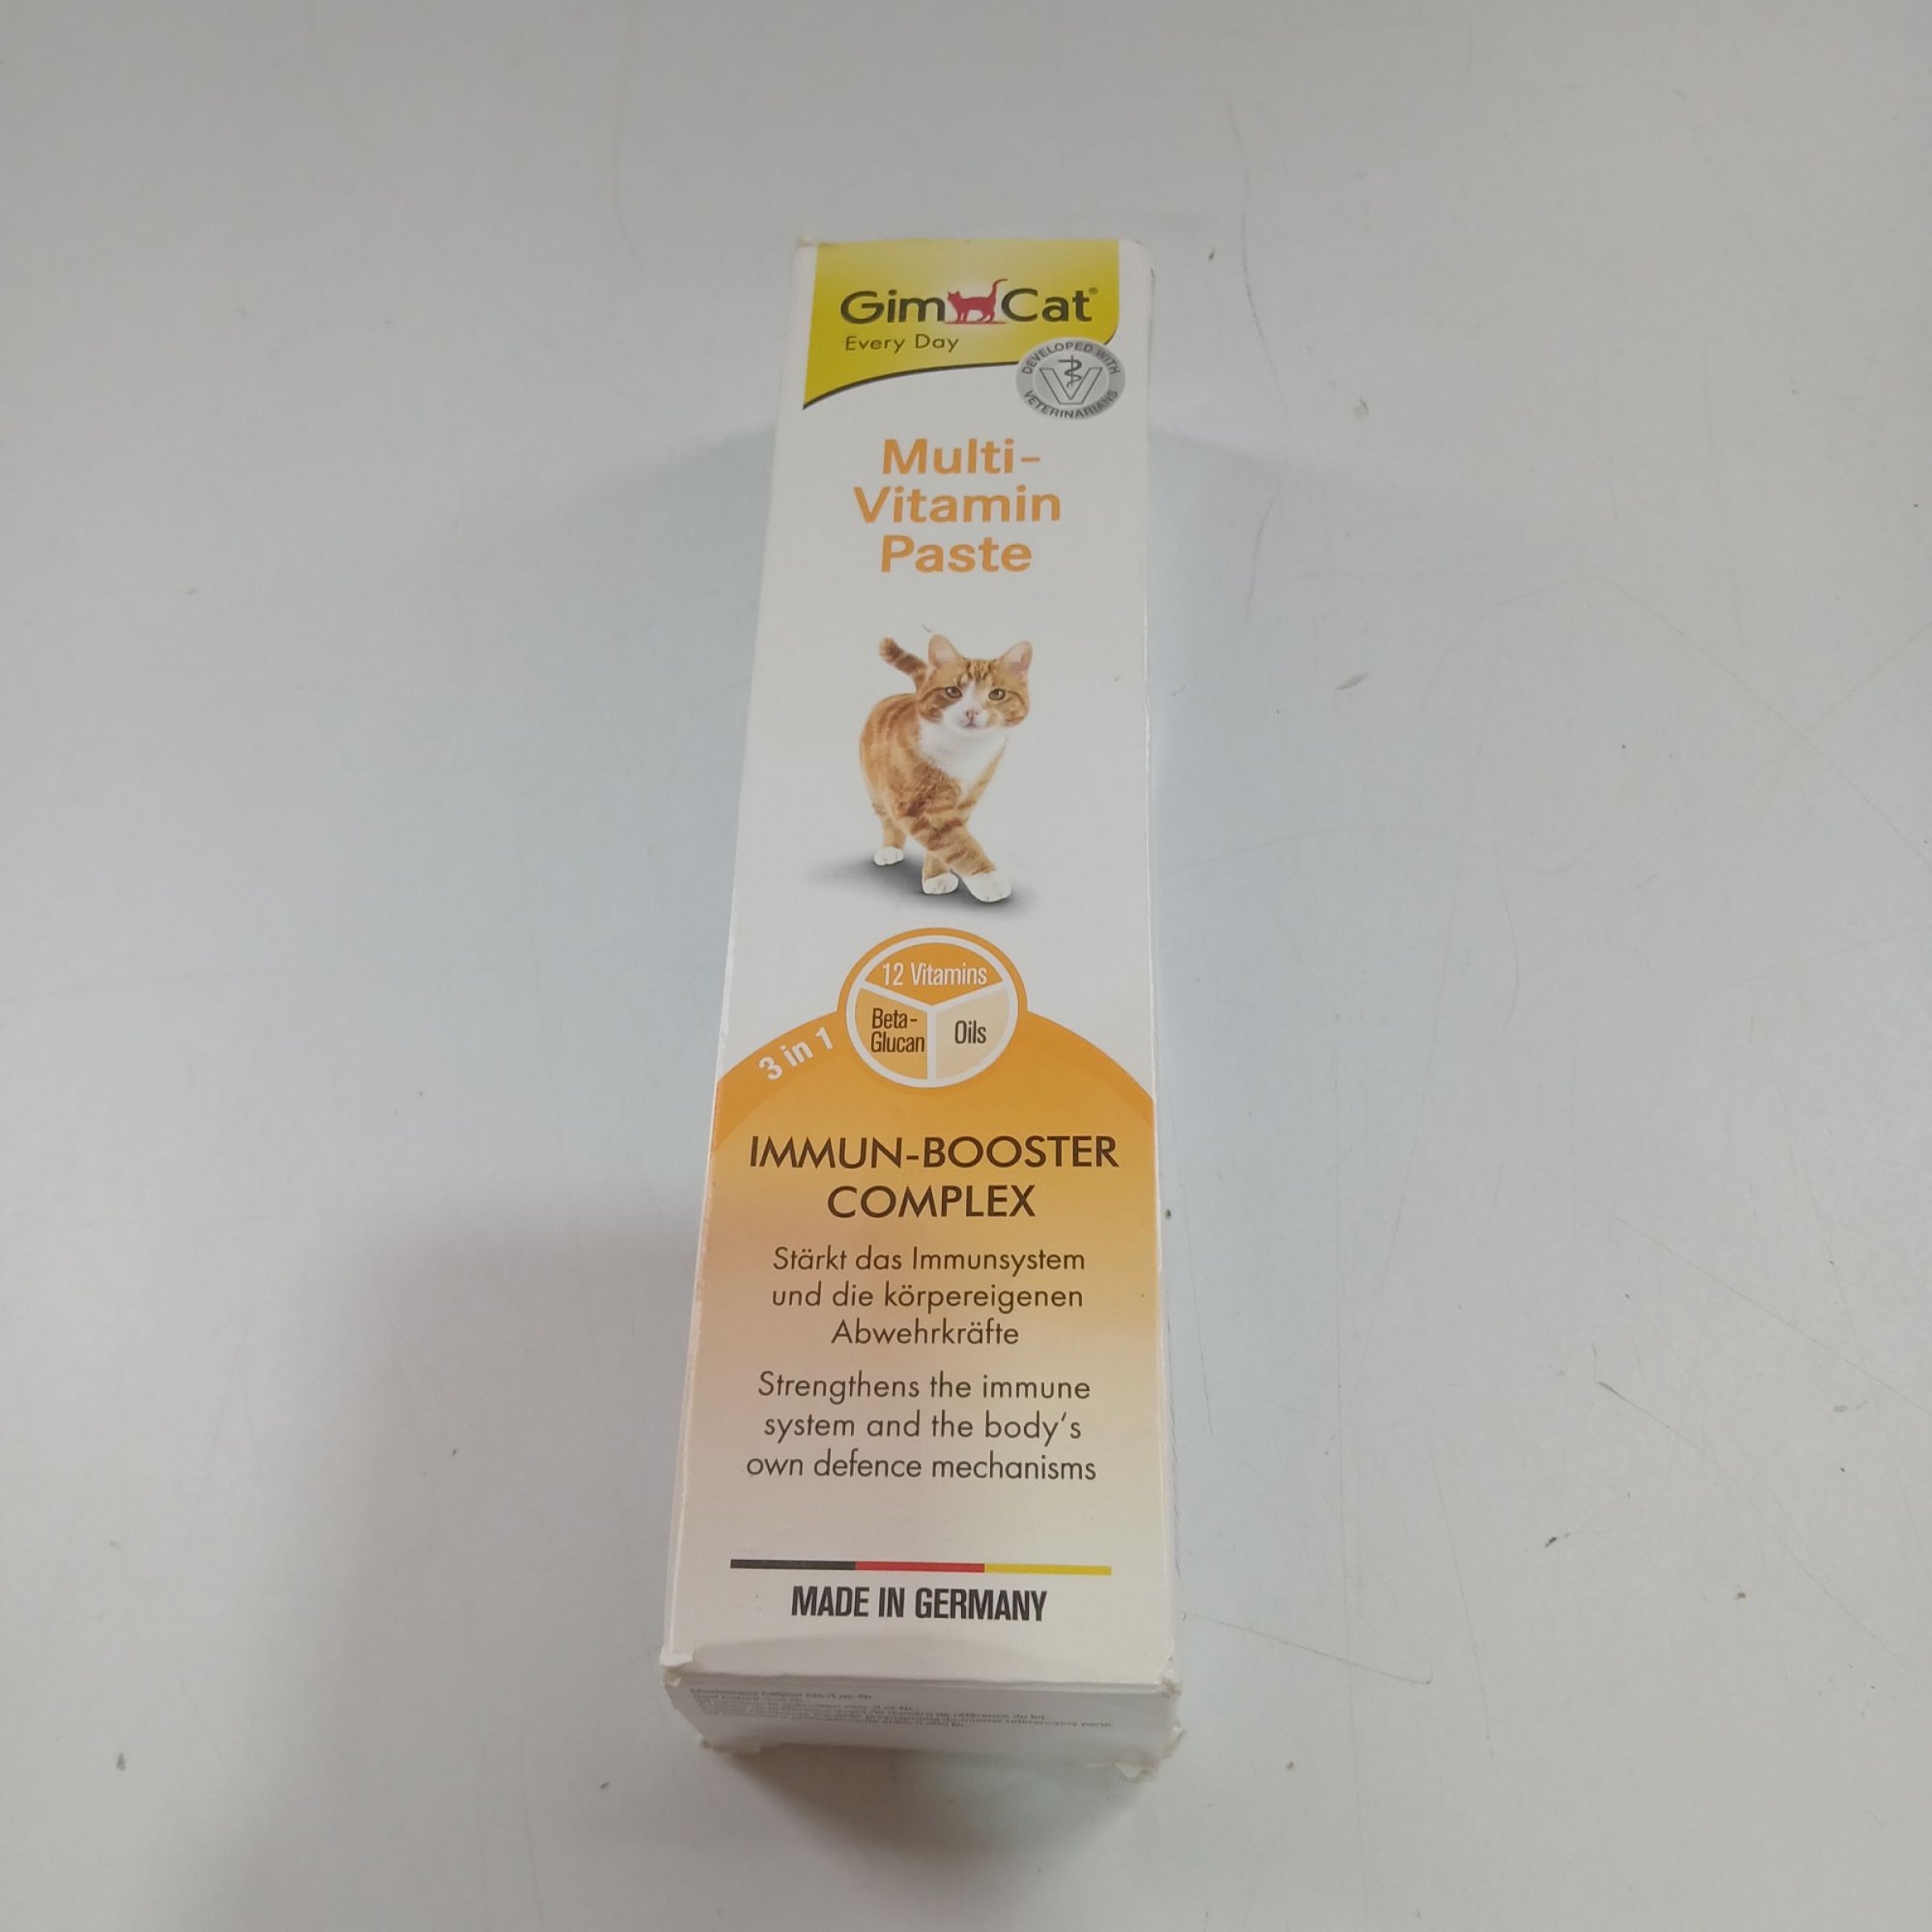 GimCat®
Every Day
DEVELOPED WITH
VETERINARIANS
Multi-
Vitamin
Paste
12 Vitamins
Beta-
Glucan
Oils
3 in 1
IMMUN-BOOSTER
COMPLEX
Stärkt das Immunsystem
und die körpereigenen
Abwehrkräfte
Strengthens the immune
system and the body's
own defence mechanisms
MADE IN GERMANY